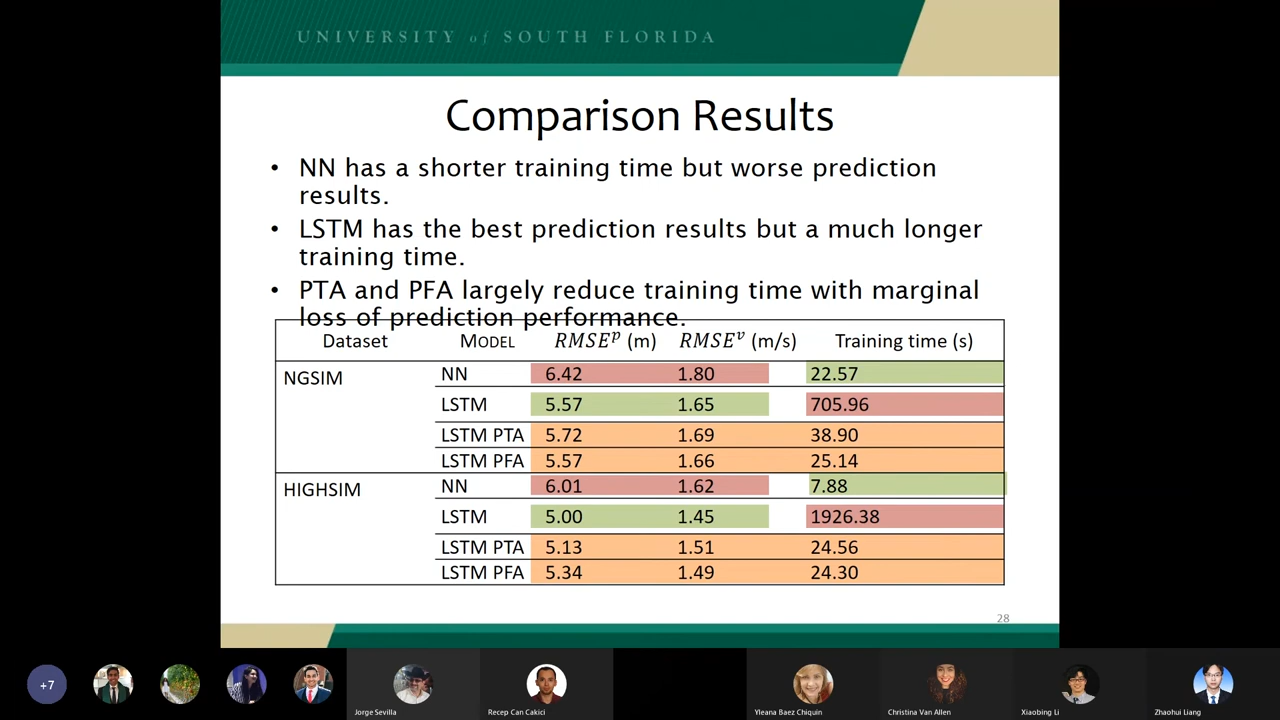 UNIVERSITY of SOUTH FLORIDA
Comparison Results
• NN has a shorter training time but worse prediction
results.
• LSTM has the best prediction results but a much longer
training time.
• PTA and PFA largely reduce training time with marginal
loss of prediction performance.
Dataset MODEL RMSE^p (m) RMSE^v (m/s) Training time (s)
NGSIM NN 6.42 1.80 22.57
LSTM 5.57 1.65 705.96
LSTM PTA 5.72 1.69 38.90
LSTM PFA 5.57 1.66 25.14
HIGHSIM NN 6.01 1.62 7.88
LSTM 5.00 1.45 1926.38
LSTM PTA 5.13 1.51 24.56
LSTM PFA 5.34 1.49 24.30
28
+7
Jorge Sevilla Recep Can Cakici Yleana Baez Chiquin Christina Van Allen Xiaobing Li Zhaohui Liang